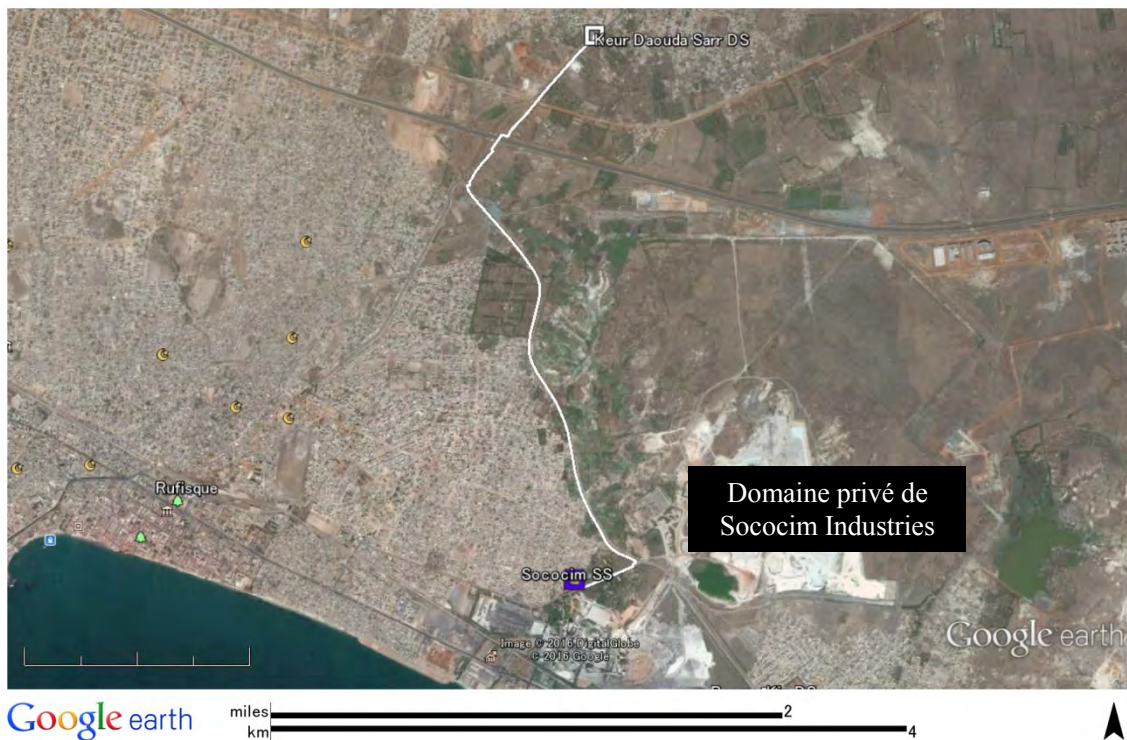 Keur Daouda Sarr DS
Domaine privé de
Sococim Industries
Rufisque
Sococim SS
Image © 2016 DigitalGlobe
© 2016 Google
Google earth
Google earth
miles
2
km
4